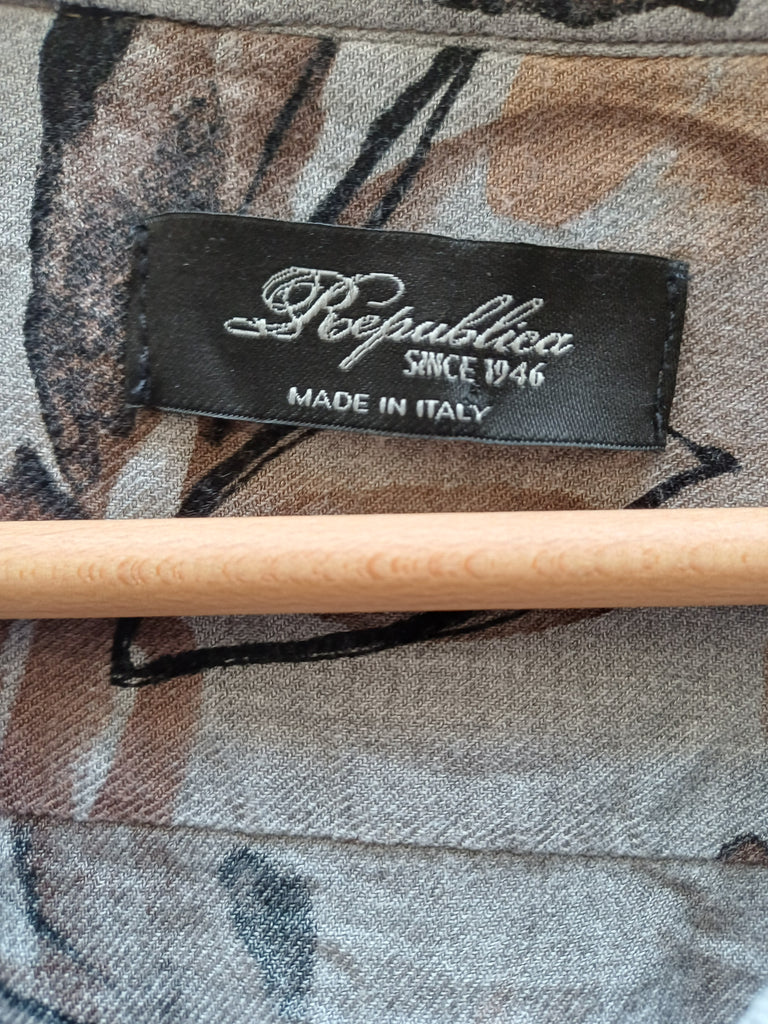 Republica
SINCE 1946
MADE IN ITALY